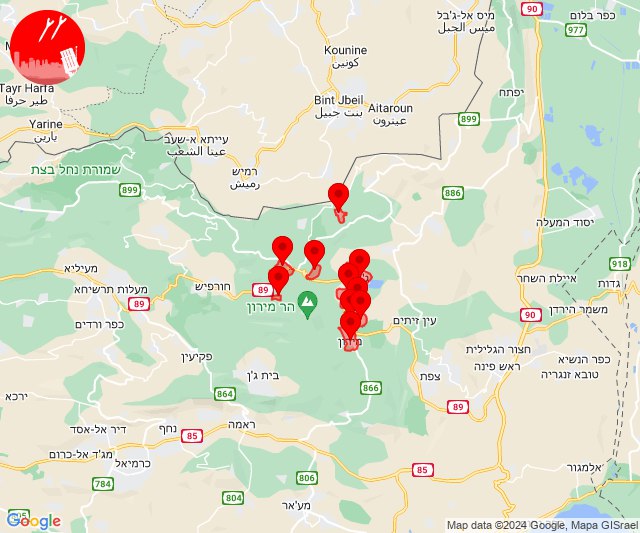 90
כפר בלום
מיס אל-ג'בל
ميس الجبل
977
Kounine
كونين
Tayr Harfa
طير حرفا
יפתח
Bint Jbeil
بنت جبيل
Aitaroun
عيترون
899
Yarine
يارين
עייתא א-שעב
عيتا الشعب
רמיש
رميش
שמורת נחל בצת
899
886
יסוד המעלה
מעיליא
918
גדות
איילת השחר
חורפיש
89
מעלות תרשיחא
89
הר מירון
משמר הירדן
90
כפר ורדים
עין זיתים
מירון
חצור הגלילית
כפר הנשיא
פקיעין
ראש פינה
טובא זנגריה
צפת
בית ג'ן
866
864
ירכא
89
ראמה
נחף
דיר אל-אסד
85
מג'ד אל-כרום
כרמיאל
85
אלמגור
806
784
804
מע'אר
805
Google
Map data ©2024 Google, Mapa GISrael